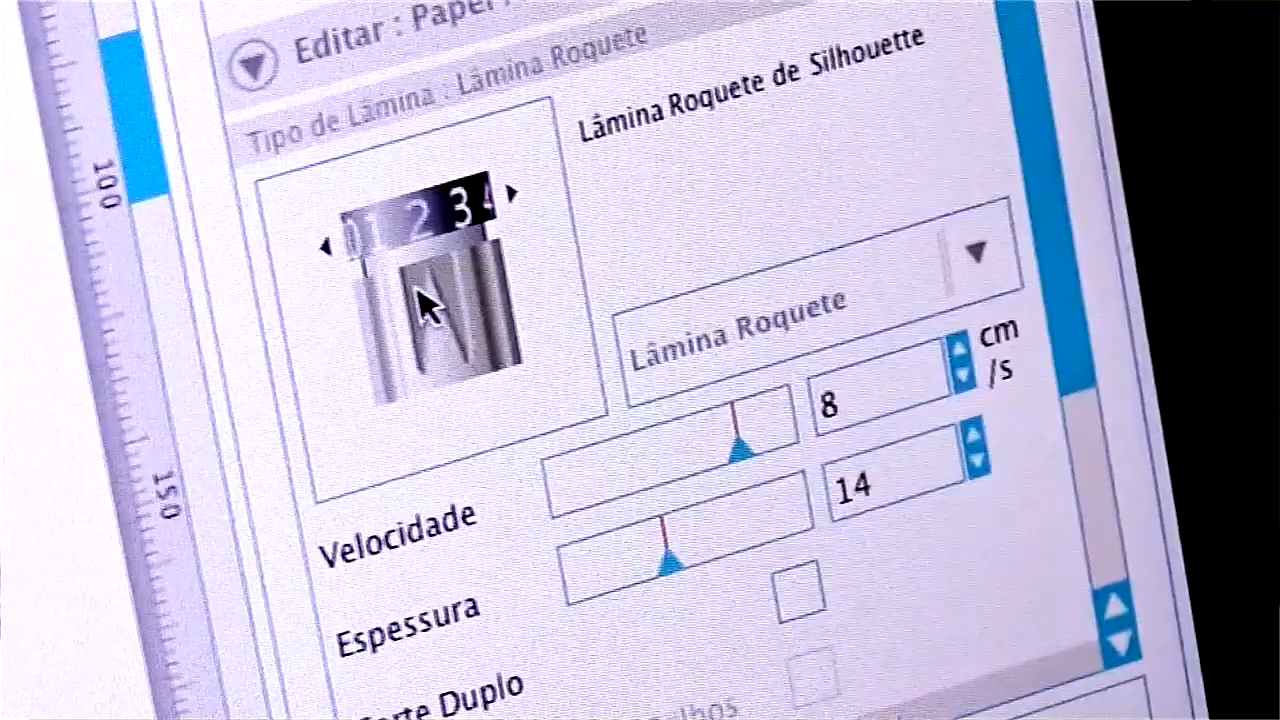 Editar : Papel
Tipo de Lâmina : Lâmina Roquete
Lâmina Roquete de Silhouette
1 2 3 4
Lâmina Roquete
Velocidade
8
cm
/s
Espessura
14
Corte Duplo
100
150